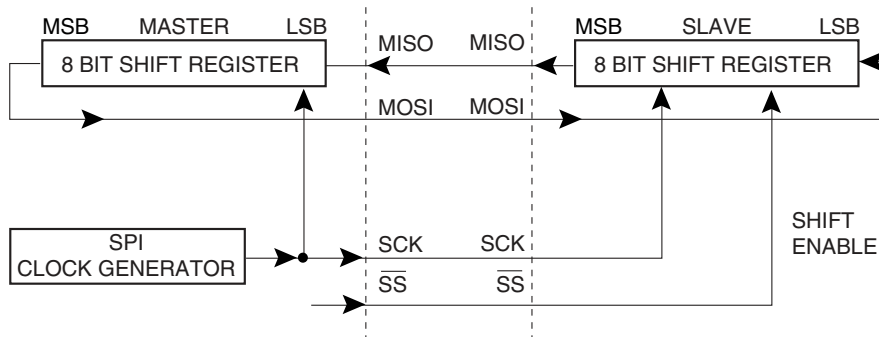 MSB MASTER LSB
MISO MISO
MSB SLAVE LSB
8 BIT SHIFT REGISTER
8 BIT SHIFT REGISTER
MOSI MOSI
SPI
CLOCK GENERATOR
SCK SCK
SS SS
SHIFT
ENABLE